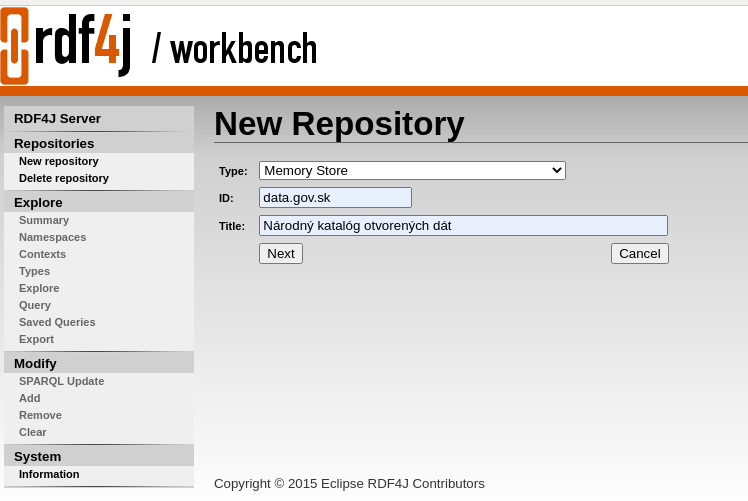 rdf4j / workbench
RDF4J Server
Repositories
New repository
Delete repository
Explore
Summary
Namespaces
Contexts
Types
Explore
Query
Saved Queries
Export
Modify
SPARQL Update
Add
Remove
Clear
System
Information
New Repository
Type: Memory Store
ID: data.gov.sk
Title: Národný katalóg otvorených dát
Next Cancel
Copyright © 2015 Eclipse RDF4J Contributors